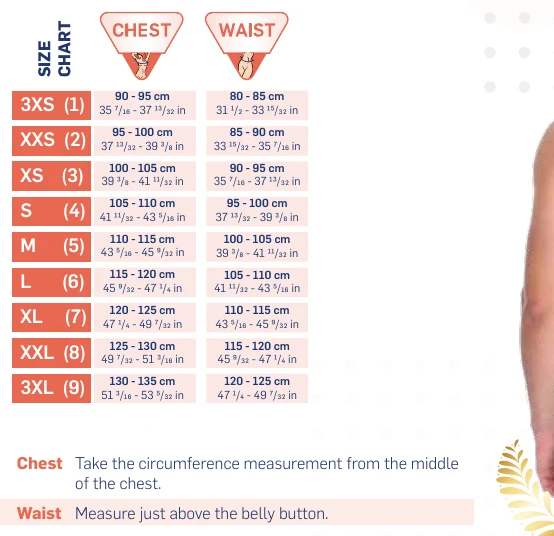 SIZE
CHART
CHEST
WAIST
3XS (1)
90 - 95 cm
35 ⁷/₁₆ - 37 ¹³/₃₂ in
80 - 85 cm
31 ¹/₂ - 33 ¹⁵/₃₂ in
XXS (2)
95 - 100 cm
37 ¹³/₃₂ - 39 ³/₈ in
85 - 90 cm
33 ¹⁵/₃₂ - 35 ⁷/₁₆ in
XS (3)
100 - 105 cm
39 ³/₈ - 41 ¹¹/₃₂ in
90 - 95 cm
35 ⁷/₁₆ - 37 ¹³/₃₂ in
S (4)
105 - 110 cm
41 ¹¹/₃₂ - 43 ⁵/₁₆ in
95 - 100 cm
37 ¹³/₃₂ - 39 ³/₈ in
M (5)
110 - 115 cm
43 ⁵/₁₆ - 45 ⁹/₃₂ in
100 - 105 cm
39 ³/₈ - 41 ¹¹/₃₂ in
L (6)
115 - 120 cm
45 ⁹/₃₂ - 47 ¹/₄ in
105 - 110 cm
41 ¹¹/₃₂ - 43 ⁵/₁₆ in
XL (7)
120 - 125 cm
47 ¹/₄ - 49 ⁷/₃₂ in
110 - 115 cm
43 ⁵/₁₆ - 45 ⁹/₃₂ in
XXL (8)
125 - 130 cm
49 ⁷/₃₂ - 51 ³/₁₆ in
115 - 120 cm
45 ⁹/₃₂ - 47 ¹/₄ in
3XL (9)
130 - 135 cm
51 ³/₁₆ - 53 ⁵/₃₂ in
120 - 125 cm
47 ¹/₄ - 49 ⁷/₃₂ in
Chest Take the circumference measurement from the middle
of the chest.
Waist Measure just above the belly button.